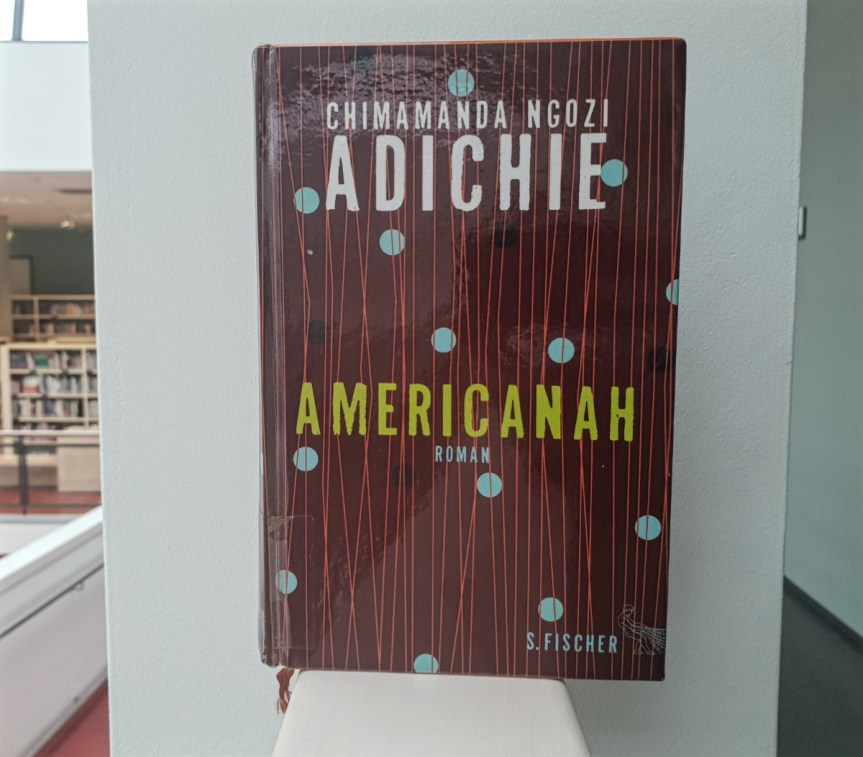 CHIMAMANDA NGOZI
ADICHIE
AMERICANAH
ROMAN
S. FISCHER